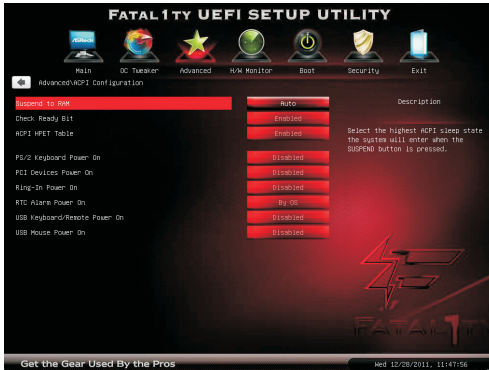 FATAL1TY UEFI SETUP UTILITY
ASRock
Main OC Tweaker Advanced H/W Monitor Boot Security Exit
Advanced\ACPI Configuration
Suspend to RAM Auto
Check Ready Bit Enabled
ACPI HPET Table Enabled
PS/2 Keyboard Power On Disabled
PCI Devices Power On Disabled
Ring-In Power On Disabled
RTC Alarm Power On By OS
USB Keyboard/Remote Power On Disabled
USB Mouse Power On Disabled
Description
Select the highest ACPI sleep state
the system will enter when the
SUSPEND button is pressed.
FATAL1TY
Get the Gear Used By the Pros
Wed 12/28/2011, 11:47:56